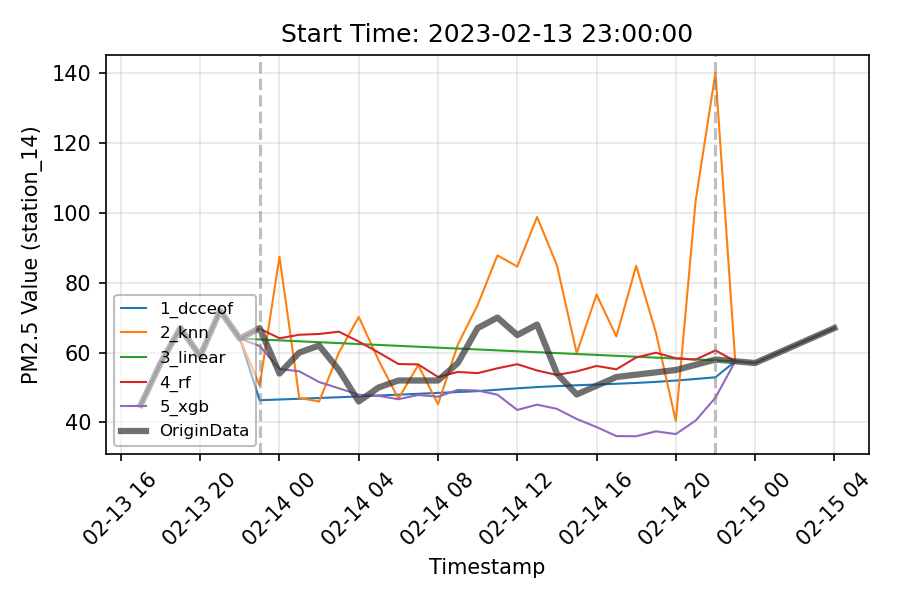 Start Time: 2023-02-13 23:00:00
PM2.5 Value (station_14)
140
120
100
80
60
40
1_dcceof
2_knn
3_linear
4_rf
5_xgb
OriginData
02-13 16
02-13 20
02-14 00
02-14 04
02-14 08
02-14 12
02-14 16
02-14 20
02-15 00
02-15 04
Timestamp